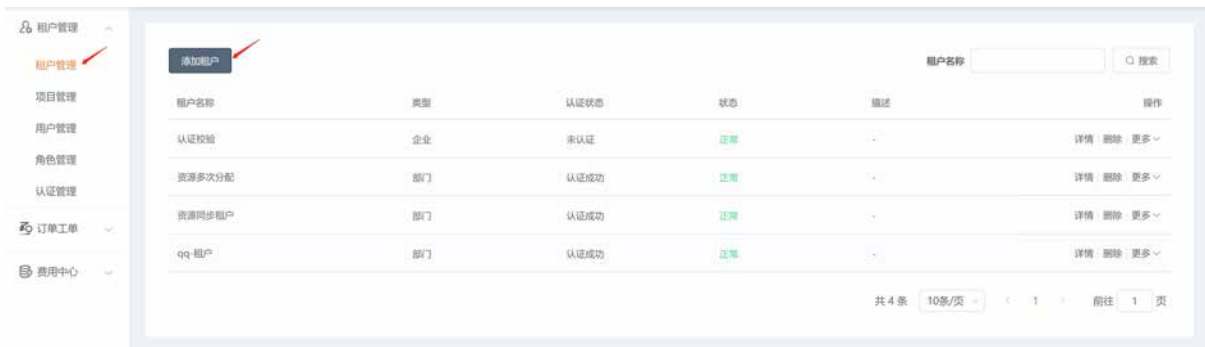 租户管理
租户管理
项目管理
用户管理
角色管理
认证管理
订单工单
费用中心
添加租户 租户名称 搜索
租户名称 类型 认证状态 状态 描述 操作
认证校验 企业 未认证 正常 - 详情 删除 更多
资源多次分配 部门 认证成功 正常 - 详情 删除 更多
资源同步租户 部门 认证成功 正常 - 详情 删除 更多
qq-租户 部门 认证成功 正常 - 详情 删除 更多
共 4 条 10条/页 1 前往 1 页